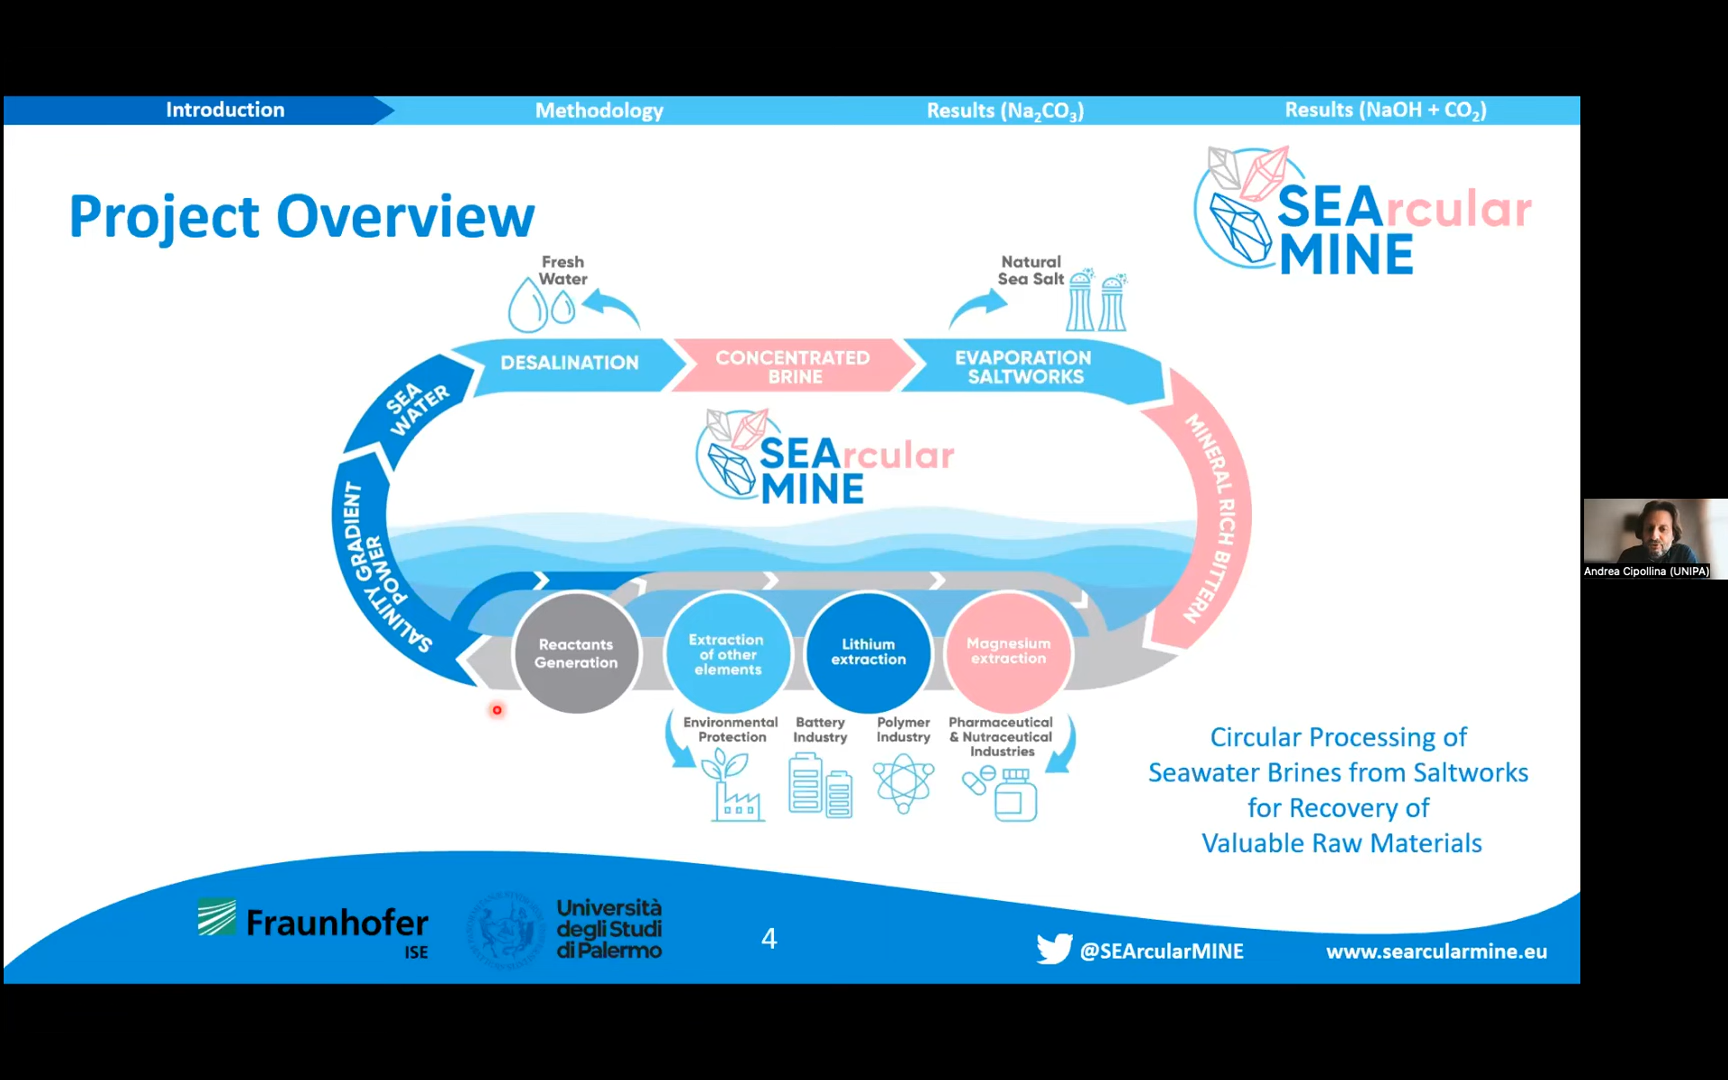 Introduction
Methodology
Results (Na₂CO₃)
Results (NaOH + CO₂)
Project Overview
SEArcular
MINE
Fresh
Water
Natural
Sea Salt
SEA
WATER
DESALINATION
CONCENTRATED
BRINE
EVAPORATION
SALTWORKS
MINERAL RICH BITTERN
SALINITY GRADIENT
POWER
SEArcular
MINE
Reactants
Generation
Extraction
of other
elements
Lithium
extraction
Magnesium
extraction
Environmental
Protection
Battery
Industry
Polymer
Industry
Pharmaceutical
& Nutraceutical
Industries
Circular Processing of
Seawater Brines from Saltworks
for Recovery of
Valuable Raw Materials
Andrea Cipollina (UNIPA)
Fraunhofer
ISE
Università
degli Studi
di Palermo
4
@SEArcularMINE
www.searcularmine.eu